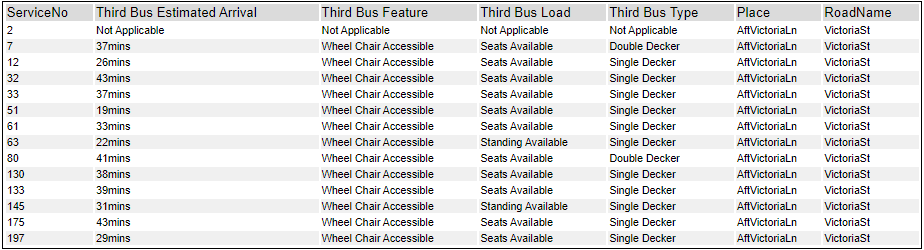 ServiceNo Third Bus Estimated Arrival Third Bus Feature Third Bus Load Third Bus Type Place RoadName
2 Not Applicable Not Applicable Not Applicable Not Applicable AftVictoriaLn VictoriaSt
7 37mins Wheel Chair Accessible Seats Available Double Decker AftVictoriaLn VictoriaSt
12 26mins Wheel Chair Accessible Seats Available Single Decker AftVictoriaLn VictoriaSt
32 43mins Wheel Chair Accessible Seats Available Single Decker AftVictoriaLn VictoriaSt
33 37mins Wheel Chair Accessible Seats Available Single Decker AftVictoriaLn VictoriaSt
51 19mins Wheel Chair Accessible Seats Available Single Decker AftVictoriaLn VictoriaSt
61 33mins Wheel Chair Accessible Seats Available Single Decker AftVictoriaLn VictoriaSt
63 22mins Wheel Chair Accessible Standing Available Single Decker AftVictoriaLn VictoriaSt
80 41mins Wheel Chair Accessible Seats Available Double Decker AftVictoriaLn VictoriaSt
130 38mins Wheel Chair Accessible Seats Available Single Decker AftVictoriaLn VictoriaSt
133 39mins Wheel Chair Accessible Seats Available Single Decker AftVictoriaLn VictoriaSt
145 31mins Wheel Chair Accessible Standing Available Single Decker AftVictoriaLn VictoriaSt
175 43mins Wheel Chair Accessible Seats Available Single Decker AftVictoriaLn VictoriaSt
197 29mins Wheel Chair Accessible Seats Available Single Decker AftVictoriaLn VictoriaSt